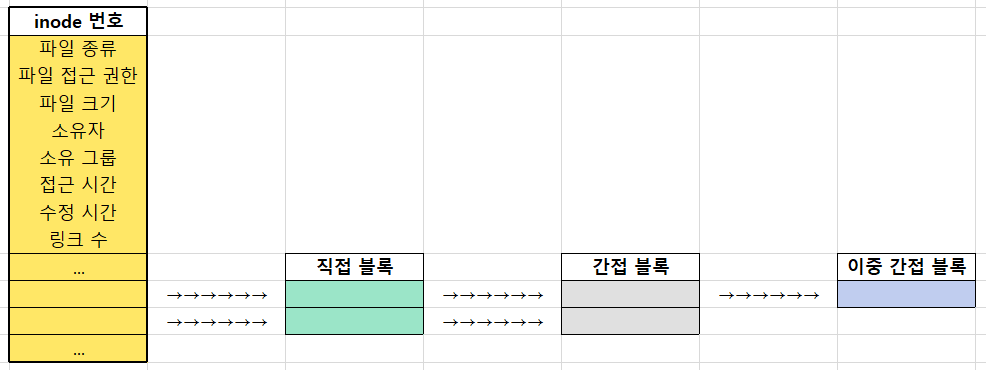 inode 번호
파일 종류
파일 접근 권한
파일 크기
소유자
소유 그룹
접근 시간
수정 시간
링크 수
... 직접 블록 간접 블록 이중 간접 블록
→→→→→→ →→→→→→ →→→→→→
→→→→→→ →→→→→→
...